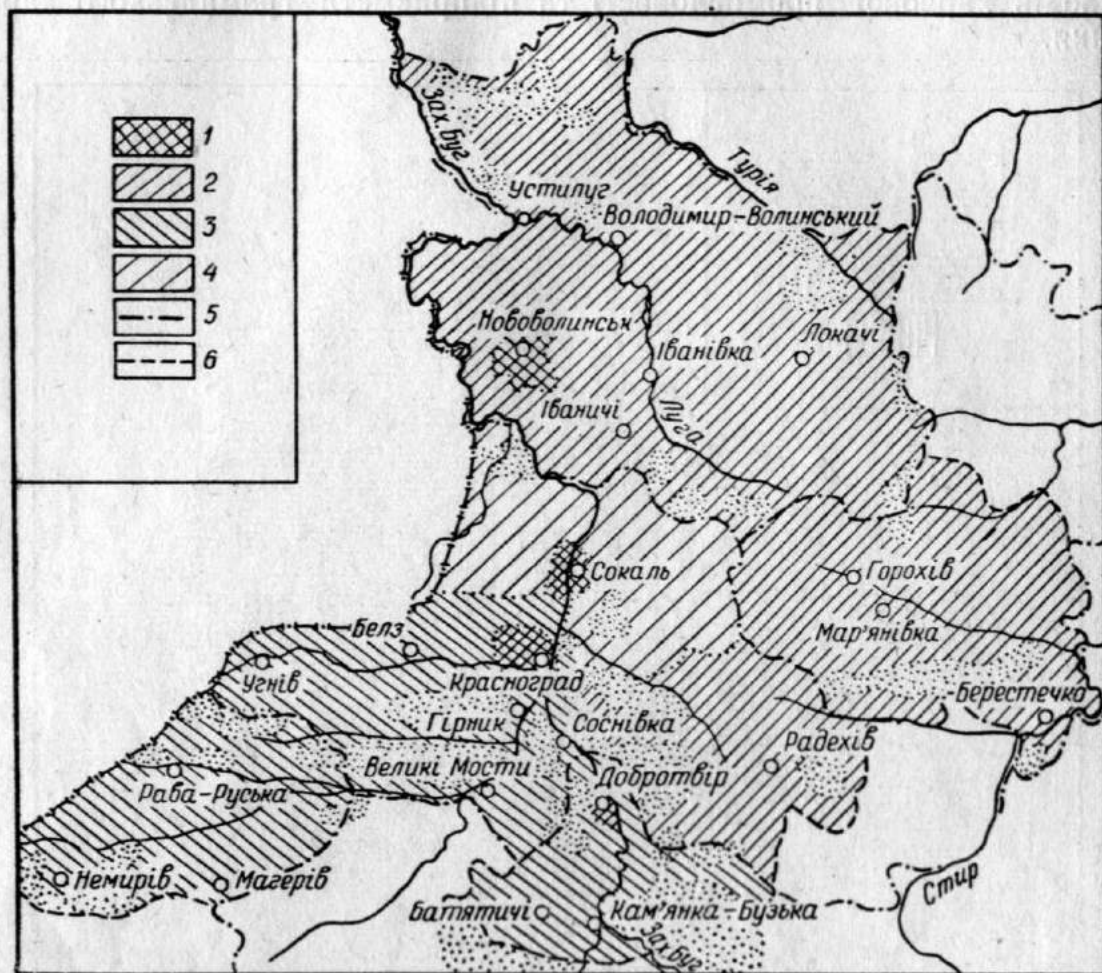 1
2
3
4
5
6
Зах. Буг
Турія
Устилуг
Володимир-Волинський
Нововолинськ
Іванівка
Локачі
Іваничі
Луга
Сокаль
Горохів
Мар'янівка
Белз
Угнів
Красноград
Берестечко
Гірник
Соснівка
Радехів
Великі Мости
Добротвір
Раба-Руська
Немирів
Магерів
Батятичі
Кам'янка-Бузька
Зах. Буг
Стир